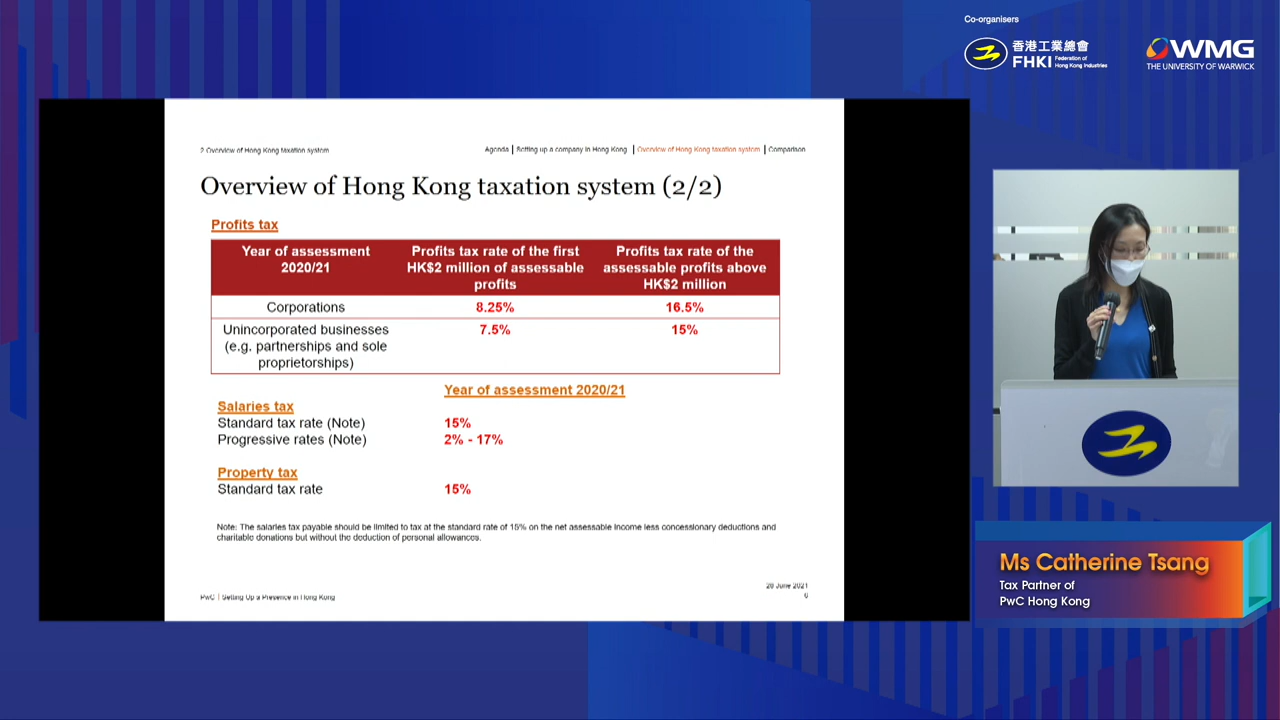 Co-organisers
香港工業總會
FHKI Federation of Hong Kong Industries
WMG
THE UNIVERSITY OF WARWICK
2 Overview of Hong Kong taxation system
Agenda | Setting up a company in Hong Kong | Overview of Hong Kong taxation system | Comparison
Overview of Hong Kong taxation system (2/2)
Profits tax
Year of assessment 2020/21
Profits tax rate of the first HK$2 million of assessable profits
Profits tax rate of the assessable profits above HK$2 million
Corporations 8.25% 16.5%
Unincorporated businesses 7.5% 15%
(e.g. partnerships and sole
proprietorships)
Year of assessment 2020/21
Salaries tax
Standard tax rate (Note) 15%
Progressive rates (Note) 2% - 17%
Property tax
Standard tax rate 15%
Note: The salaries tax payable should be limited to tax at the standard rate of 15% on the net assessable income less concessionary deductions and
charitable donations but without the deduction of personal allowances.
PwC | Setting Up a Presence in Hong Kong
June 2021
6
Ms Catherine Tsang
Tax Partner of
PwC Hong Kong